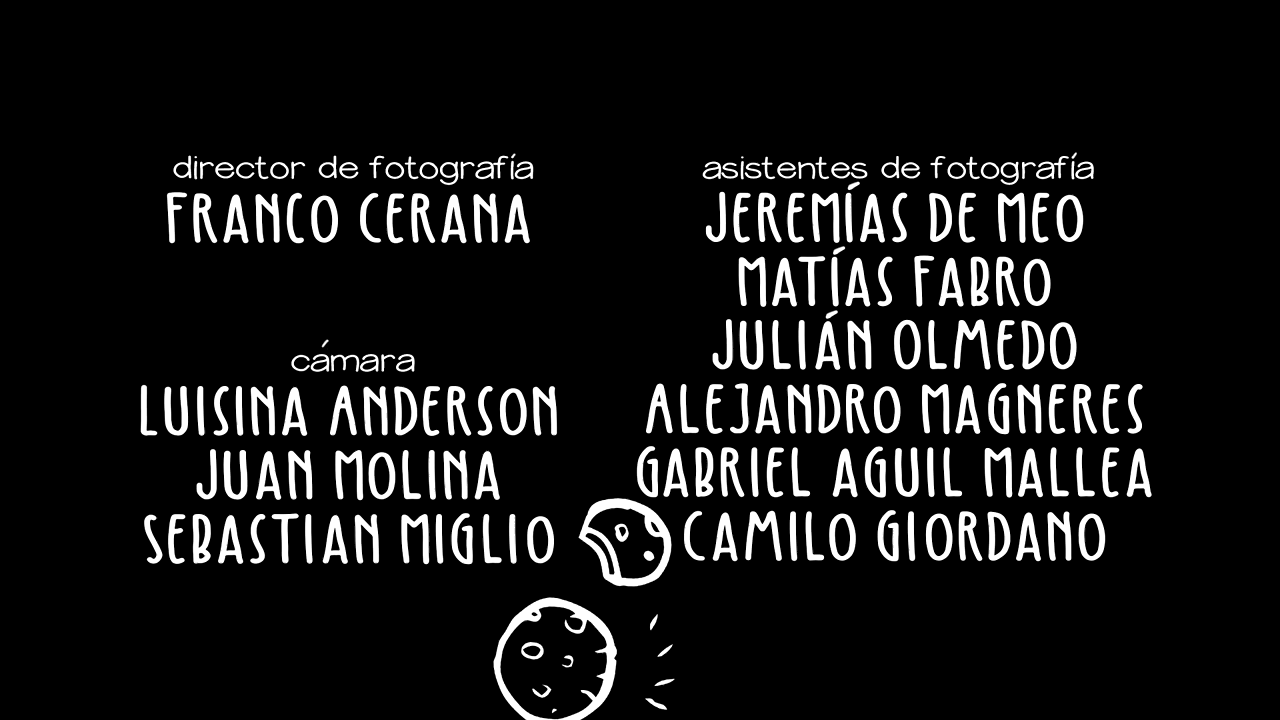 director de fotografía
FRANCO CERANA
cámara
LUISINA ANDERSON
JUAN MOLINA
SEBASTIAN MIGLIO
asistentes de fotografía
JEREMÍAS DE MEO
MATÍAS FABRO
JULIÁN OLMEDO
ALEJANDRO MAGNERES
GABRIEL AGUIL MALLEA
CAMILO GIORDANO